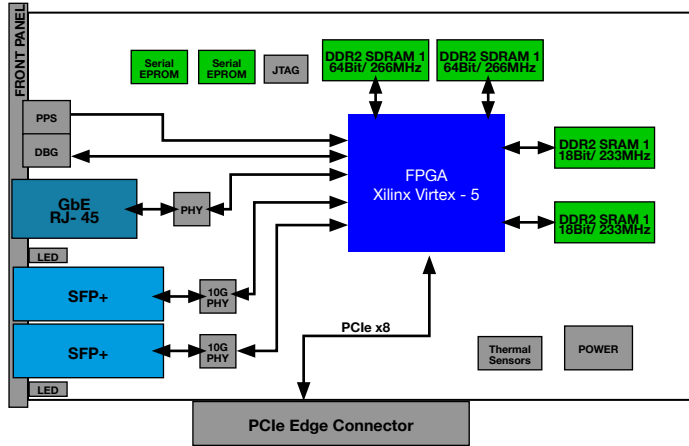 FRONT PANEL
Serial
EPROM
Serial
EPROM
JTAG
DDR2 SDRAM 1
64Bit/ 266MHz
DDR2 SDRAM 1
64Bit/ 266MHz
PPS
DBG
FPGA
Xilinx Virtex - 5
DDR2 SRAM 1
18Bit/ 233MHz
DDR2 SRAM 1
18Bit/ 233MHz
GbE
RJ- 45
PHY
LED
SFP+
10G
PHY
SFP+
10G
PHY
LED
PCIe x8
Thermal
Sensors
POWER
PCIe Edge Connector